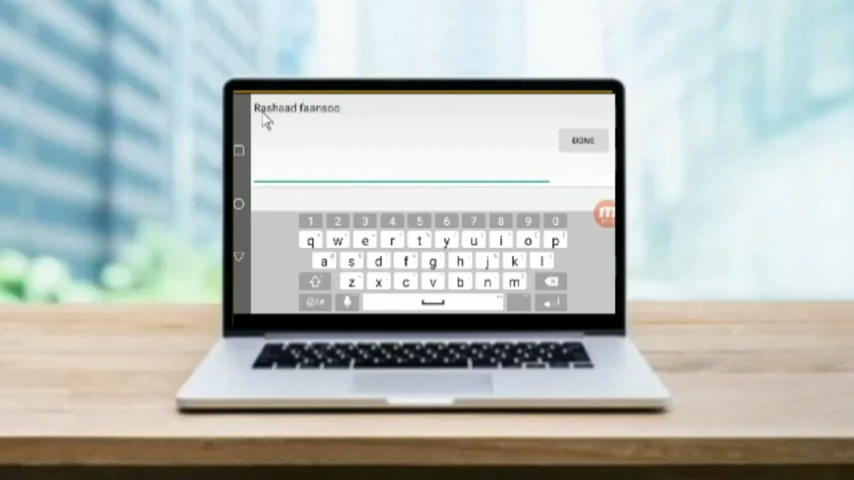 Rashaad faansoo
DONE
1 2 3 4 5 6 7 8 9 0
q w e r t y u i o p
a s d f g h j k l
z x c v b n m